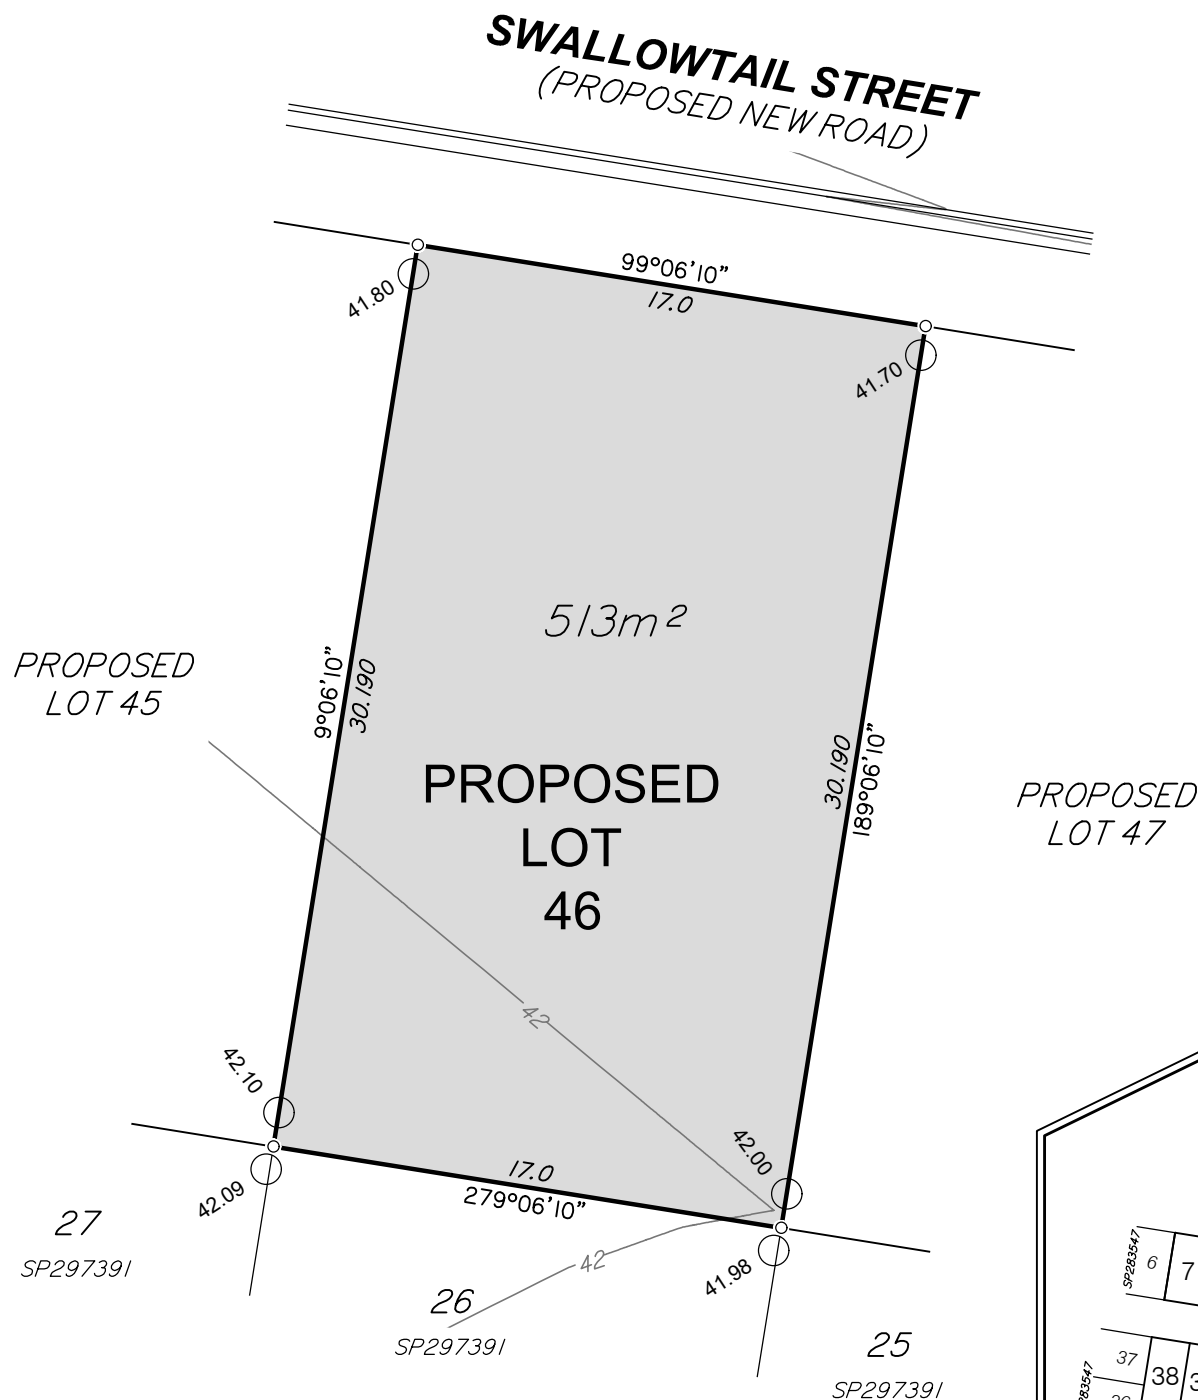 SWALLOWTAIL STREET
(PROPOSED NEW ROAD)
99°06'10"
17.0
41.80
41.70
513m²
PROPOSED
LOT 45
9°06'10"
30.190
30.190
189°06'10"
PROPOSED
LOT 46
PROPOSED
LOT 47
42
42.10
42.00
17.0
279°06'10"
42.09
41.98
42
27
SP297391
26
SP297391
25
SP297391
SP283547
6
7
37
38